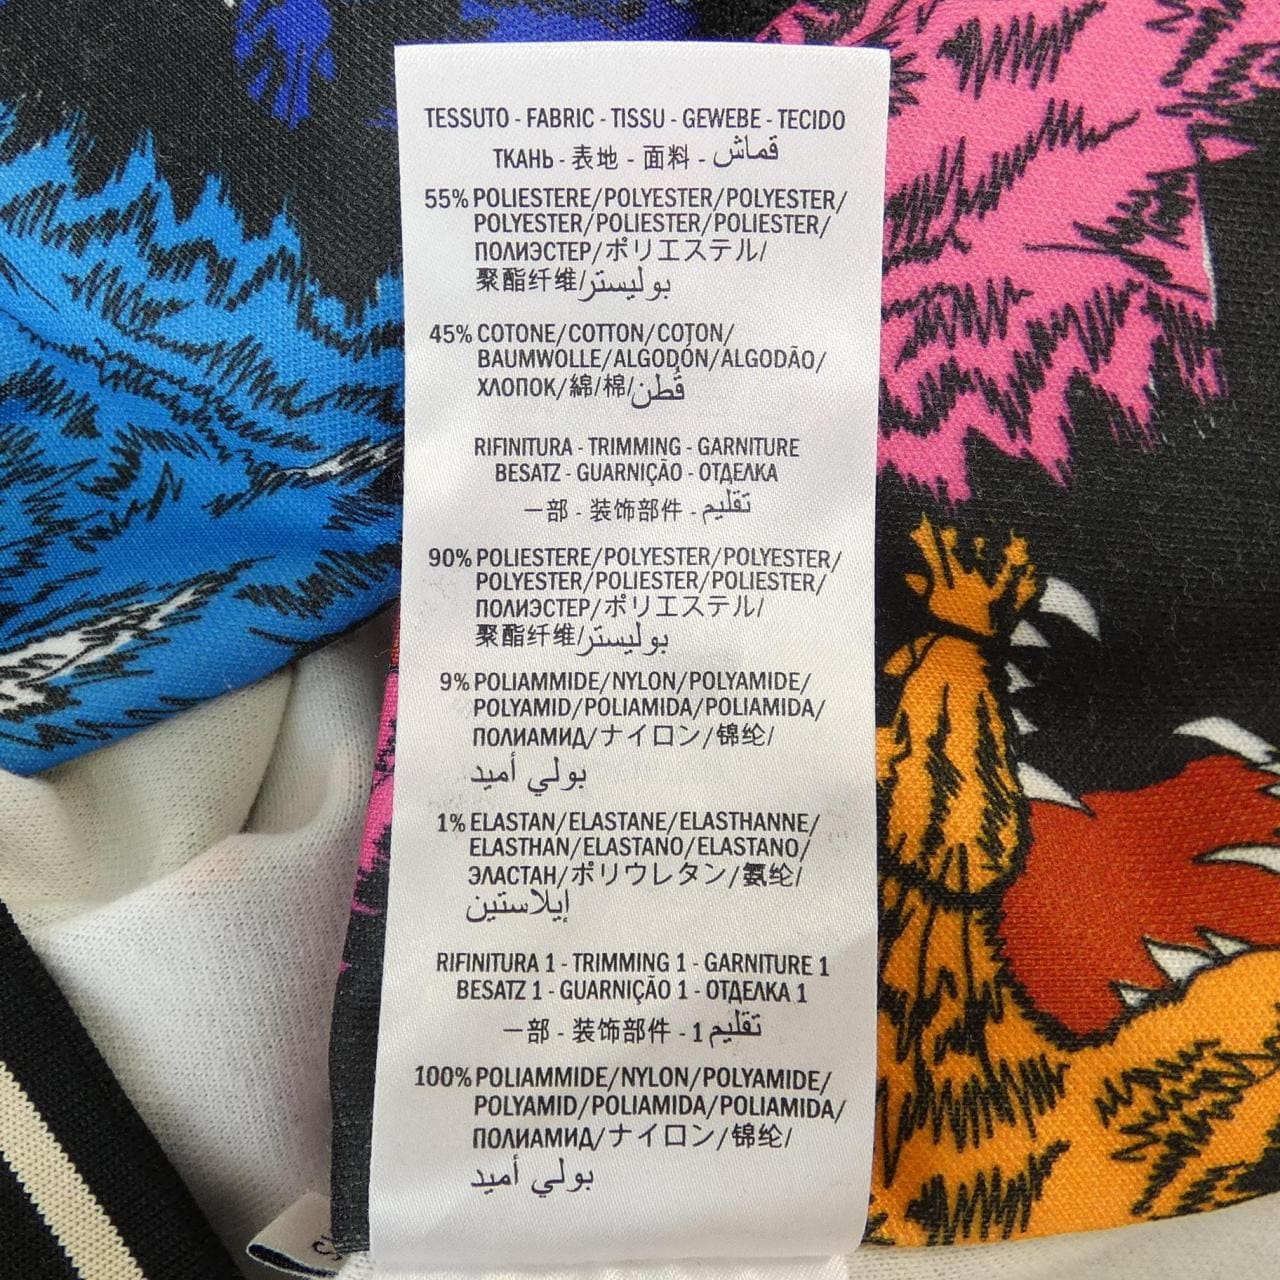 TESSUTO - FABRIC - TISSU - GEWEBE - TECIDO
ТКАНЬ - 表地 - 面料 - قماش
55% POLIESTERE/POLYESTER/POLYESTER/
POLYESTER/POLIESTER/POLIESTER/
ПОЛИЭСТЕР/ポリエステル/
聚酯纤维/بوليستر
45% COTONE/COTTON/COTON/
BAUMWOLLE/ALGODÓN/ALGODÃO/
ХЛОПОК/綿/棉/قُطن
RIFINITURA - TRIMMING - GARNITURE
BESATZ - GUARNIÇÃO - ОТДЕЛКА
一部 - 装饰部件 - تقليم
90% POLIESTERE/POLYESTER/POLYESTER/
POLYESTER/POLIESTER/POLIESTER/
ПОЛИЭСТЕР/ポリエステル/
聚酯纤维/بوليستر
9% POLIAMMIDE/NYLON/POLYAMIDE/
POLYAMID/POLIAMIDA/POLIAMIDA/
ПОЛИАМИД/ナイロン/锦纶/
بولي أميد
1% ELASTAN/ELASTANE/ELASTHANNE/
ELASTHAN/ELASTANO/ELASTANO/
ЭЛАСТАН/ポリウレタン/氨纶/
إيلاستين
RIFINITURA 1 - TRIMMING 1 - GARNITURE 1
BESATZ 1 - GUARNIÇÃO 1 - ОТДЕЛКА 1
一部 - 装饰部件 - 1 تقليم
100% POLIAMMIDE/NYLON/POLYAMIDE/
POLYAMID/POLIAMIDA/POLIAMIDA/
ПОЛИАМИД/ナイロン/锦纶/
بولي أميد